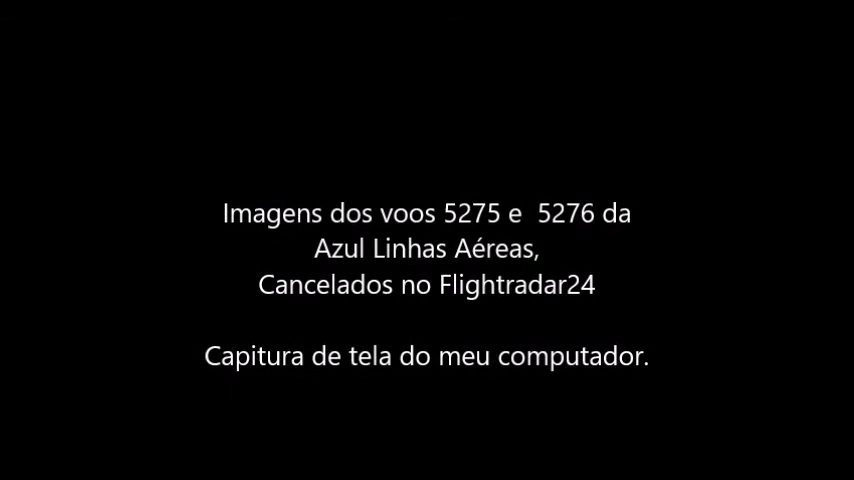 Imagens dos voos 5275 e  5276 da
Azul Linhas Aéreas,
Cancelados no Flightradar24
Capitura de tela do meu computador.